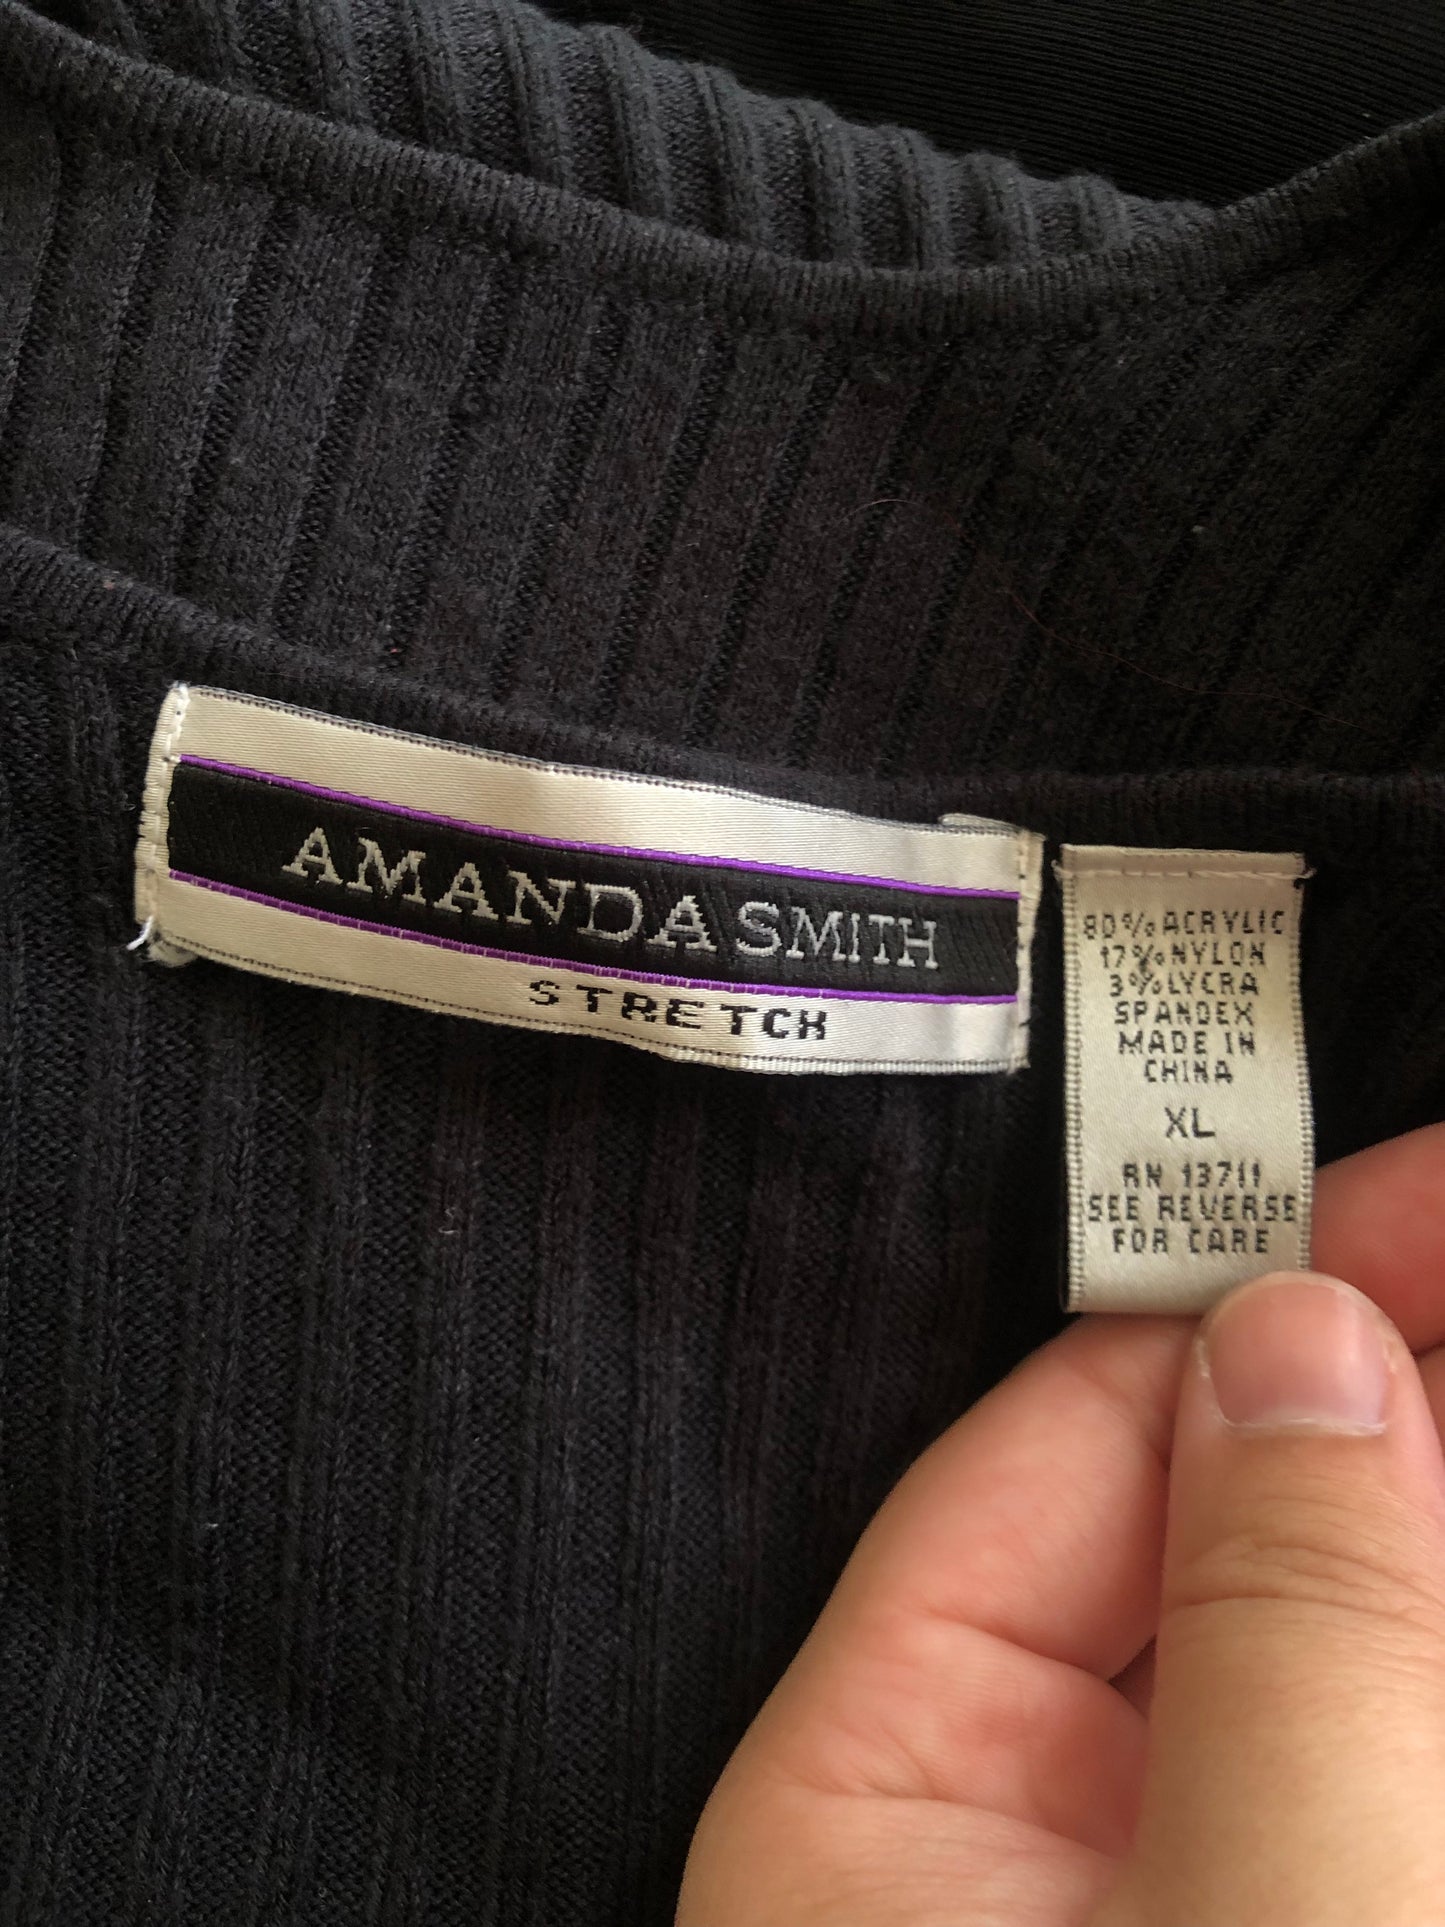 AMANDA SMITH
STRETCH
80% ACRYLIC
17% NYLON
3% LYCRA
SPANDEX
MADE IN
CHINA
XL
RN 13711
SEE REVERSE
FOR CARE